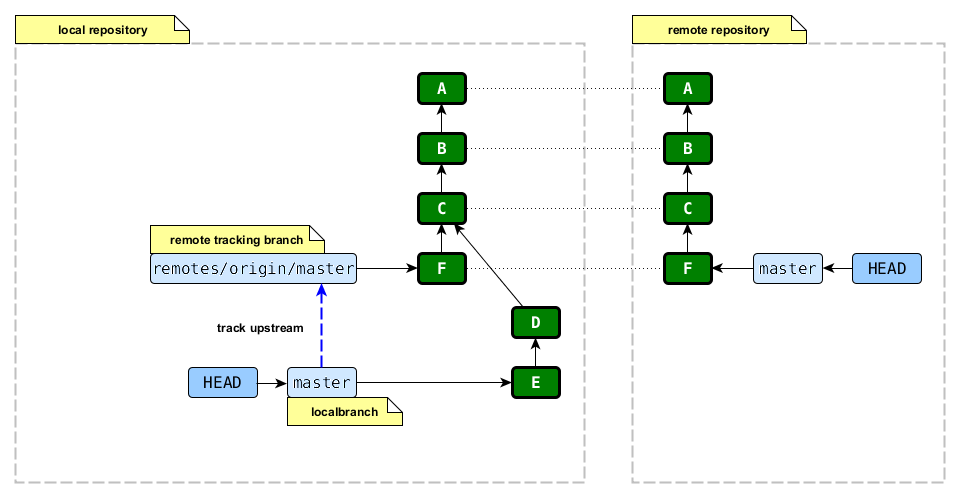 local repository
remote repository
A
A
B
B
C
C
remote tracking branch
remotes/origin/master
F
F
master
HEAD
D
track upstream
HEAD
master
E
localbranch